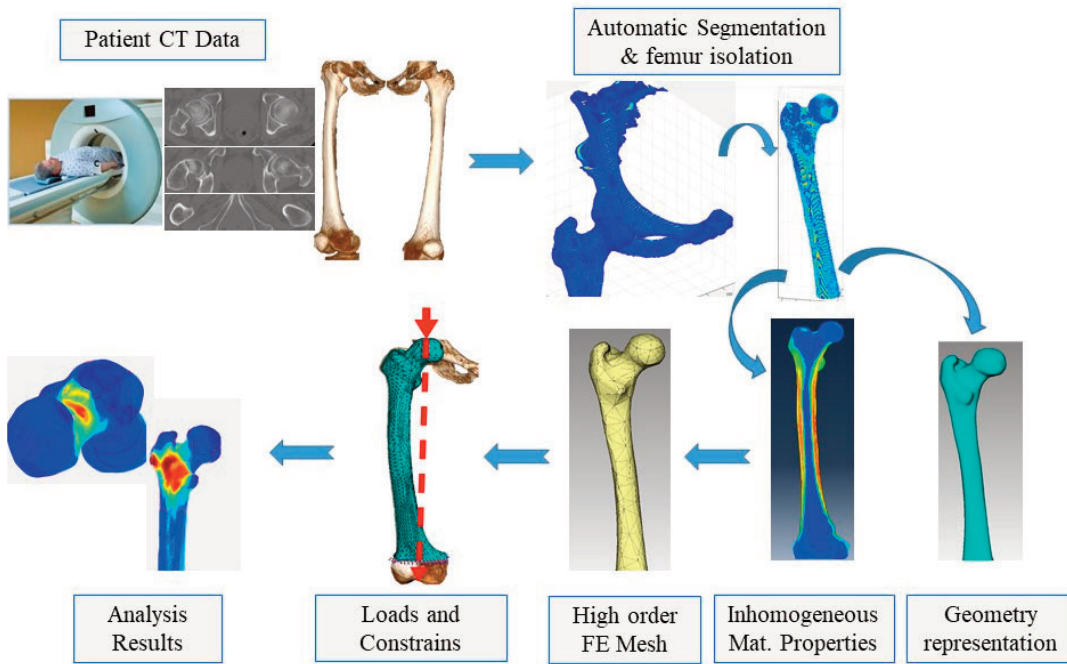 Patient CT Data
Automatic Segmentation
& femur isolation
Analysis
Results
Loads and
Constrains
High order
FE Mesh
Inhomogeneous
Mat. Properties
Geometry
representation